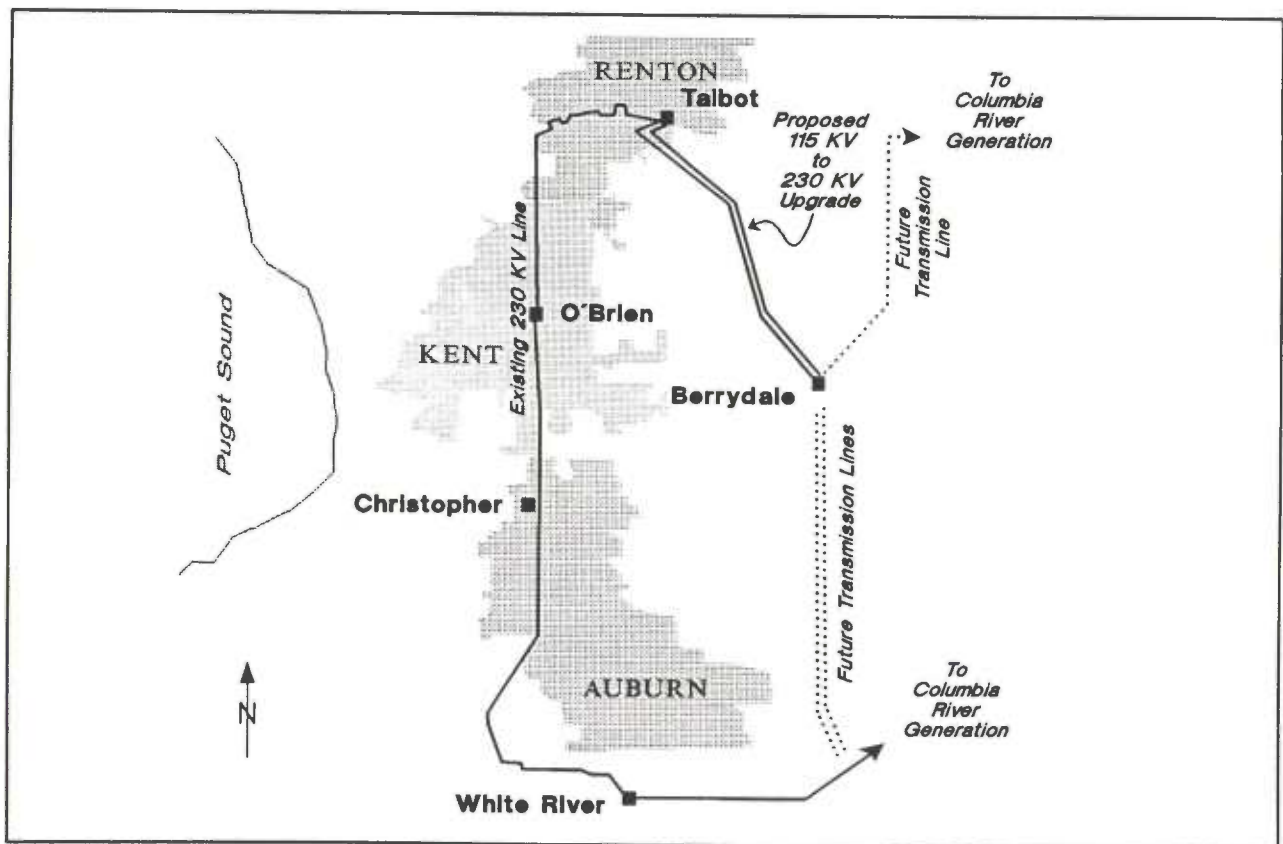 RENTON
Talbot
To
Columbia
River
Generation
Proposed
115 KV
to
230 KV
Upgrade
Future
Transmission
Line
Existing 230 KV Line
O'Brien
KENT
Puget Sound
Berrydale
Christopher
Future Transmission Lines
N
AUBURN
To
Columbia
River
Generation
White River